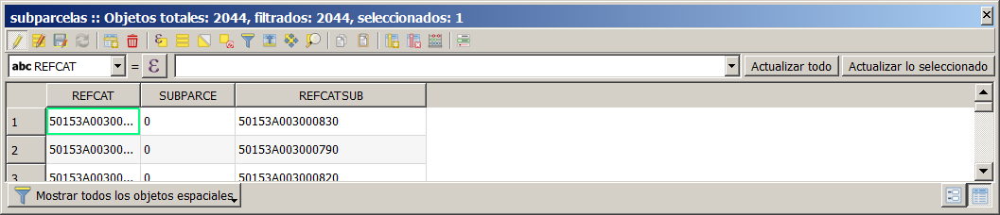 subparcelas :: Objetos totales: 2044, filtrados: 2044, seleccionados: 1
abc REFCAT = ε Actualizar todo Actualizar lo seleccionado
REFCAT SUBPARCE REFCATSUB
1 50153A00300... 0 50153A003000830
2 50153A00300... 0 50153A003000790
3 50153A00300... 0 50153A003000820
Mostrar todos los objetos espaciales